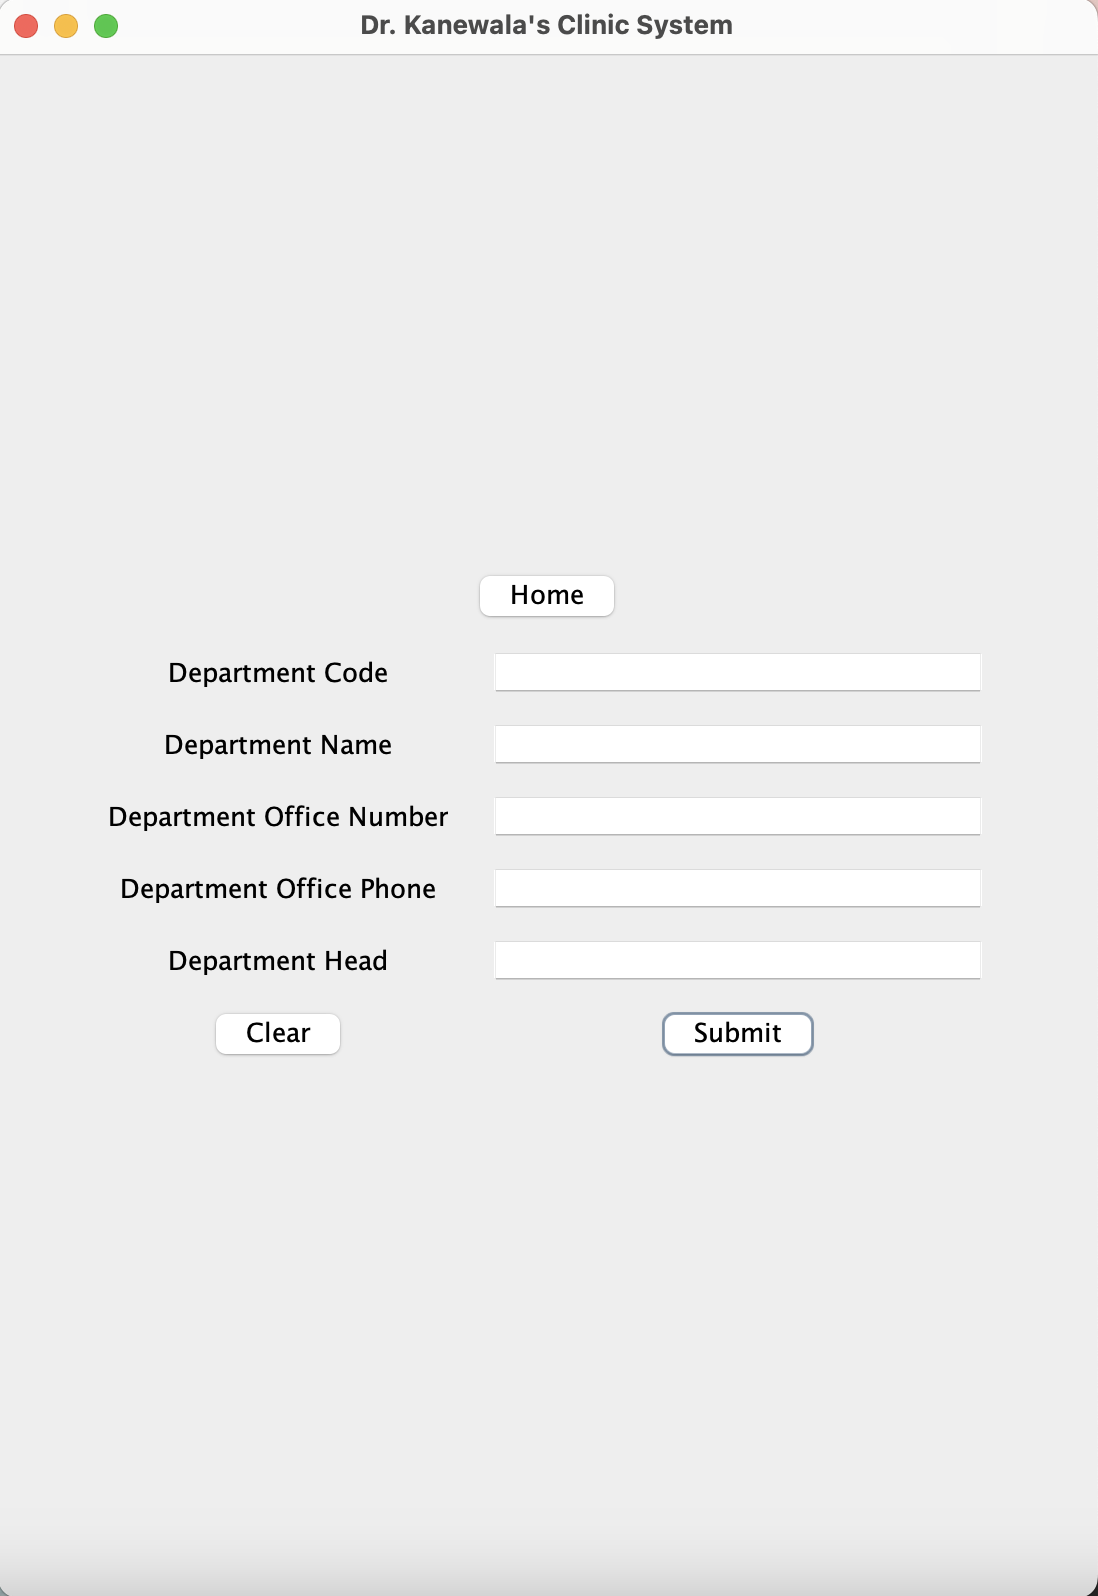 Dr. Kanewala's Clinic System
Home
Department Code
Department Name
Department Office Number
Department Office Phone
Department Head
Clear Submit